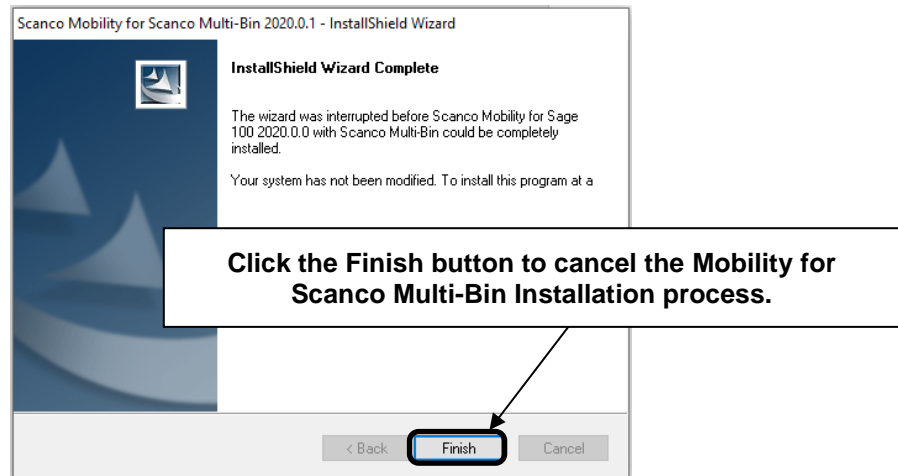 Scanco Mobility for Scanco Multi-Bin 2020.0.1 - InstallShield Wizard
InstallShield Wizard Complete
The wizard was interrupted before Scanco Mobility for Sage
100 2020.0.0 with Scanco Multi-Bin could be completely
installed.
Your system has not been modified. To install this program at a
Click the Finish button to cancel the Mobility for
Scanco Multi-Bin Installation process.
< Back Finish Cancel